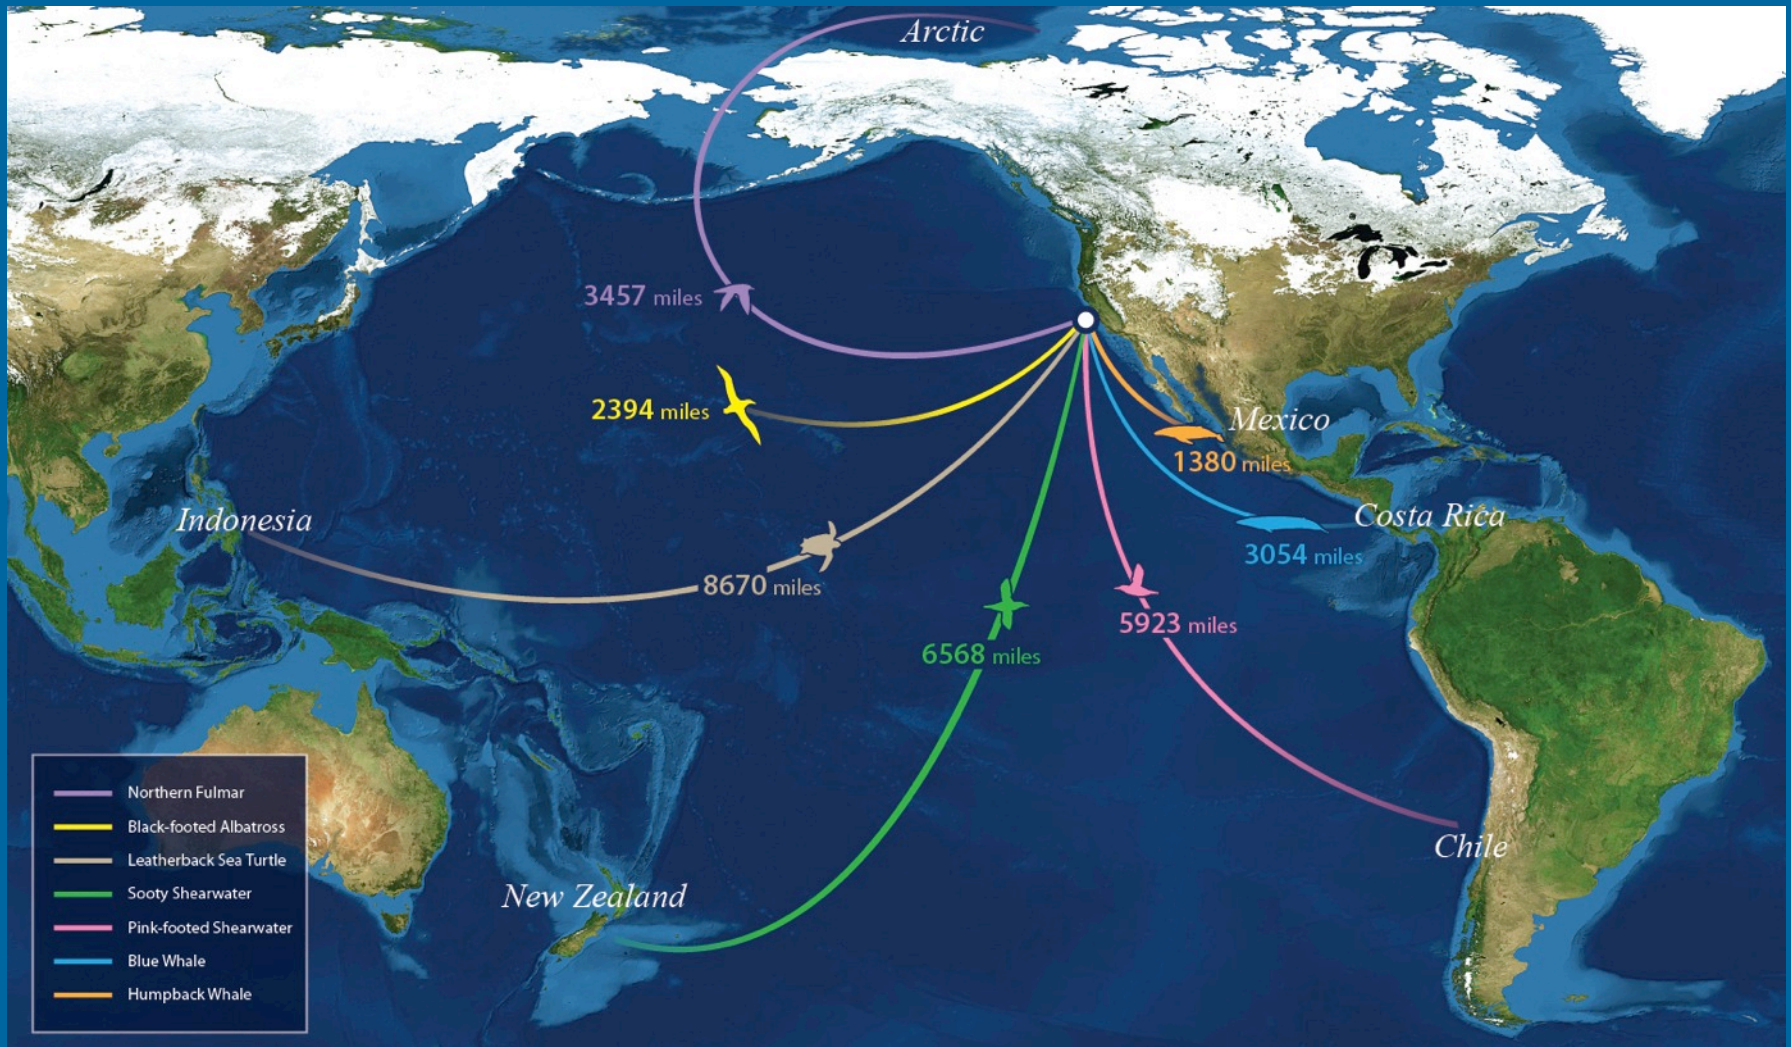 Arctic
3457 miles
2394 miles
Mexico
1380 miles
Indonesia
Costa Rica
3054 miles
8670 miles
5923 miles
6568 miles
Chile
New Zealand
Northern Fulmar
Black-footed Albatross
Leatherback Sea Turtle
Sooty Shearwater
Pink-footed Shearwater
Blue Whale
Humpback Whale